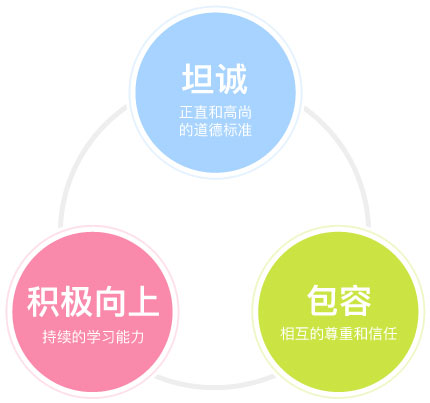 坦诚
正直和高尚
的道德标准
积极向上
持续的学习能力
包容
相互的尊重和信任